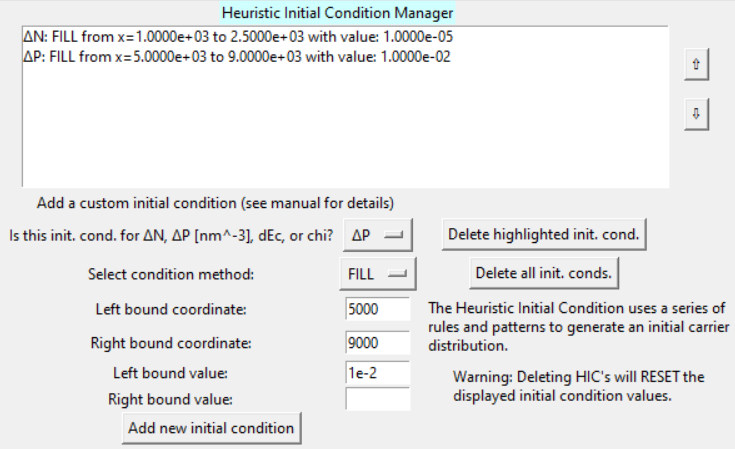 Heuristic Initial Condition Manager
ΔN: FILL from x=1.0000e+03 to 2.5000e+03 with value: 1.0000e-05
ΔP: FILL from x=5.0000e+03 to 9.0000e+03 with value: 1.0000e-02
⇧
⇩
Add a custom initial condition (see manual for details)
Is this init. cond. for ΔN, ΔP [nm^-3], dEc, or chi? ΔP
Delete highlighted init. cond.
Select condition method: FILL
Delete all init. conds.
Left bound coordinate: 5000
Right bound coordinate: 9000
Left bound value: 1e-2
Right bound value:
Add new initial condition
The Heuristic Initial Condition uses a series of
rules and patterns to generate an initial carrier
distribution.
Warning: Deleting HIC's will RESET the
displayed initial condition values.